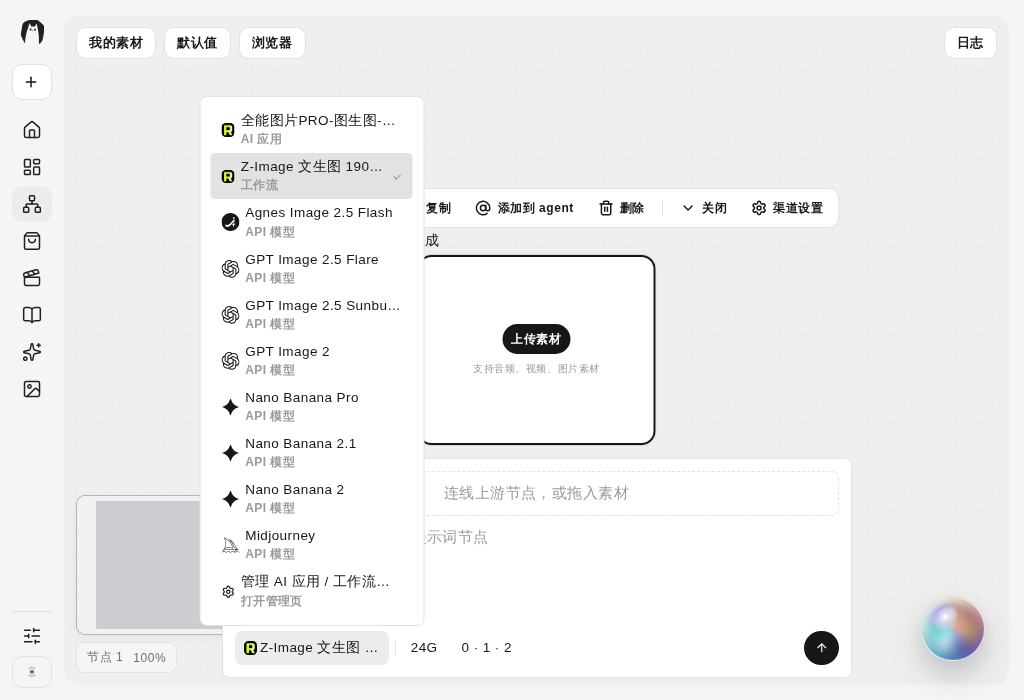 我的素材
默认值
浏览器
日志
全能图片PRO-图生图-…
AI 应用
Z-Image 文生图 190…
工作流
Agnes Image 2.5 Flash
API 模型
GPT Image 2.5 Flare
API 模型
GPT Image 2.5 Sunbu…
API 模型
GPT Image 2
API 模型
Nano Banana Pro
API 模型
Nano Banana 2.1
API 模型
Nano Banana 2
API 模型
Midjourney
API 模型
管理 AI 应用 / 工作流…
打开管理页
复制
添加到 agent
删除
关闭
渠道设置
成
上传素材
支持音频、视频、图片素材
连线上游节点，或拖入素材
示词节点
Z-Image 文生图 …
24G
0 · 1 · 2
节点 1
100%